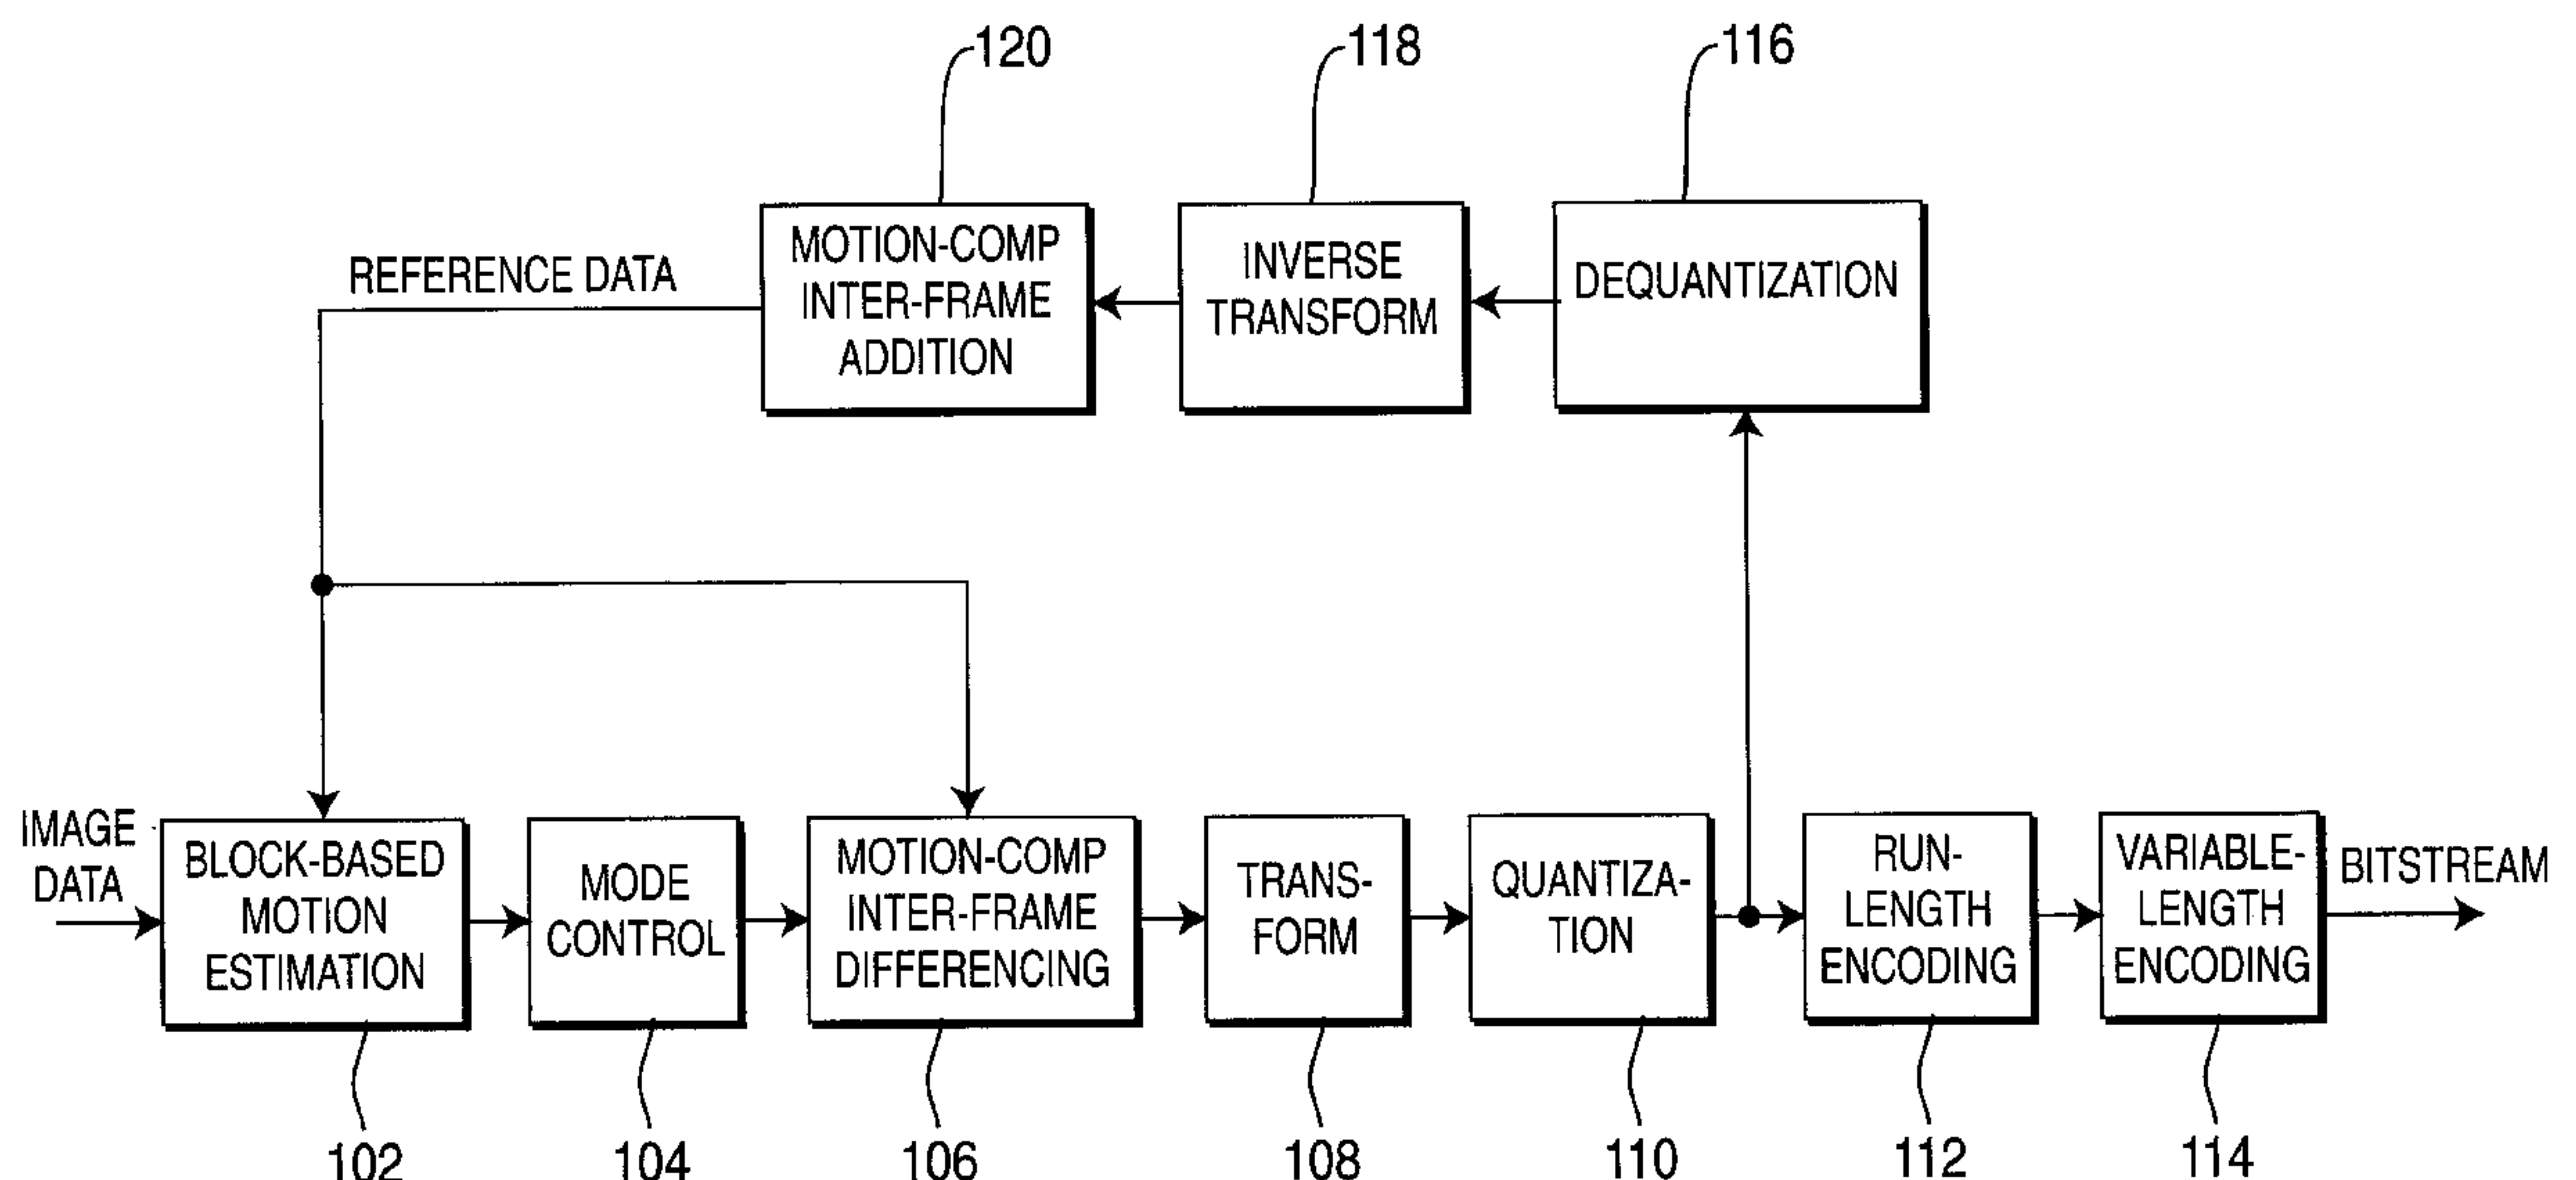 120
118
116
MOTION-COMP
INTER-FRAME
ADDITION
INVERSE
TRANSFORM
DEQUANTIZATION
REFERENCE DATA
IMAGE
DATA
BLOCK-BASED
MOTION
ESTIMATION
MODE
CONTROL
MOTION-COMP
INTER-FRAME
DIFFERENCING
TRANS-
FORM
QUANTIZA-
TION
RUN-
LENGTH
ENCODING
VARIABLE-
LENGTH
ENCODING
BITSTREAM
102
104
106
108
110
112
114